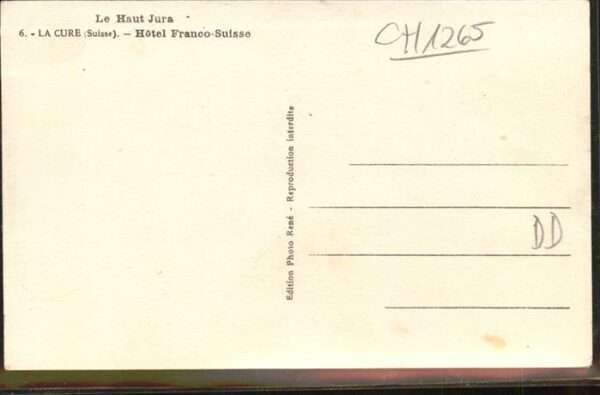 Le Haut Jura
6. - LA CURE (Suisse). — Hôtel Franco-Suisse
CH1265
Edition Photo René - Reproduction interdite
DD